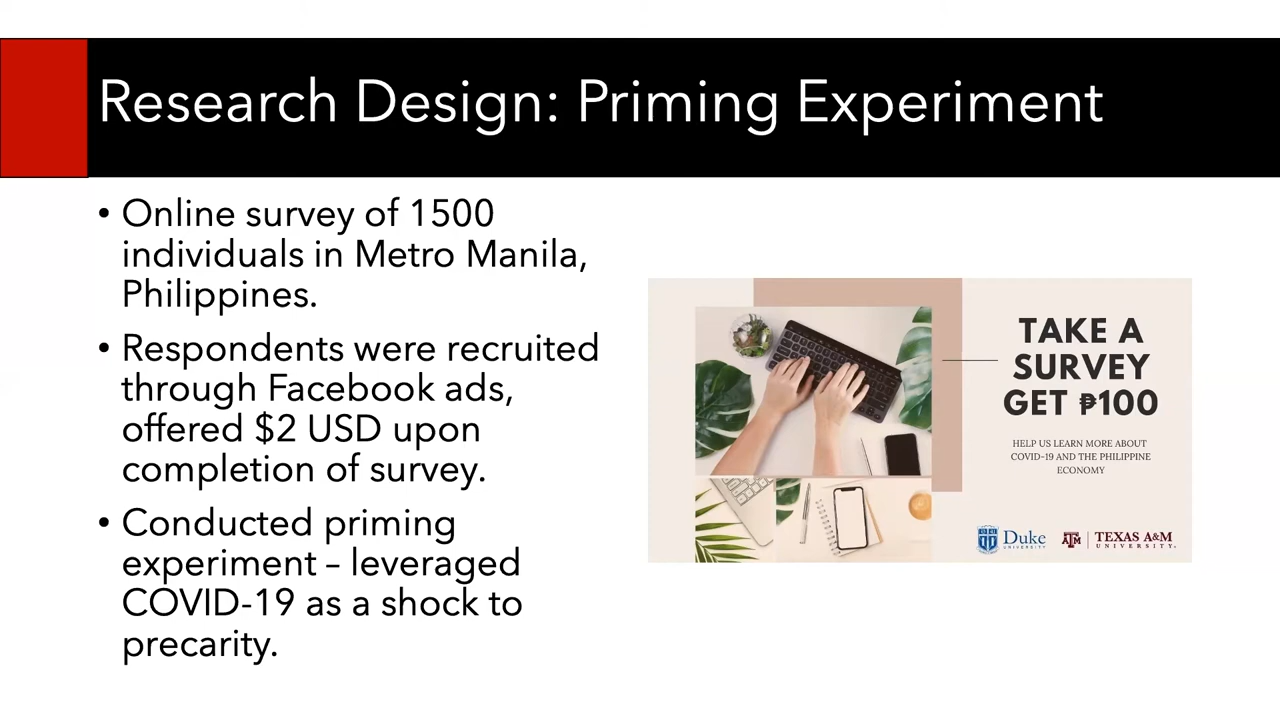 Research Design: Priming Experiment
• Online survey of 1500
individuals in Metro Manila,
Philippines.
• Respondents were recruited
through Facebook ads,
offered $2 USD upon
completion of survey.
• Conducted priming
experiment – leveraged
COVID-19 as a shock to
precarity.
TAKE A
SURVEY
GET ₱100
HELP US LEARN MORE ABOUT
COVID-19 AND THE PHILIPPINE
ECONOMY
Duke
UNIVERSITY
ATM
TEXAS A&M
UNIVERSITY